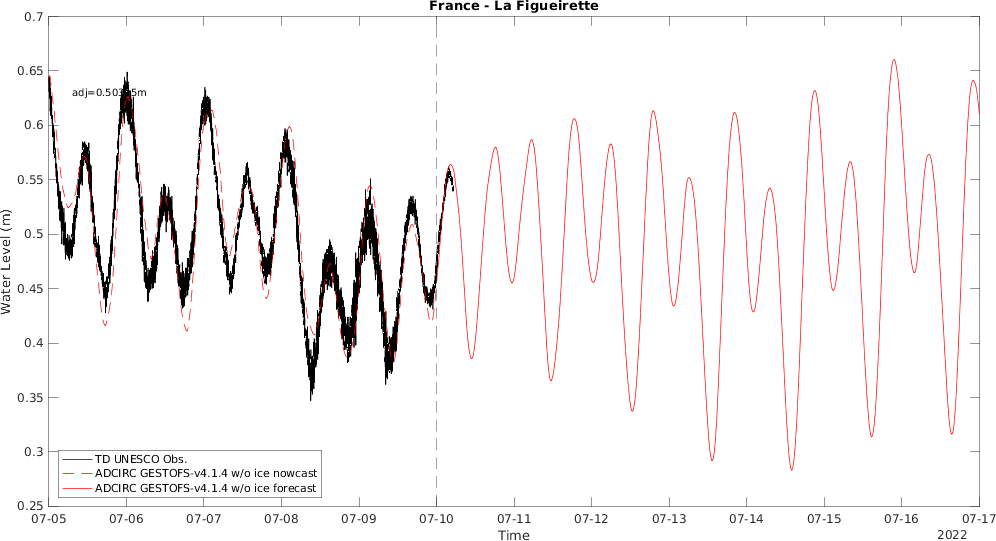 France - La Figueirette
0.7
0.65
0.6
0.55
0.5
0.45
0.4
0.35
0.3
0.25
Water Level (m)
TD UNESCO Obs.
ADCIRC GESTOFS-v4.1.4 w/o ice nowcast
ADCIRC GESTOFS-v4.1.4 w/o ice forecast
07-05 07-06 07-07 07-08 07-09 07-10 07-11 07-12 07-13 07-14 07-15 07-16 07-17
Time
2022